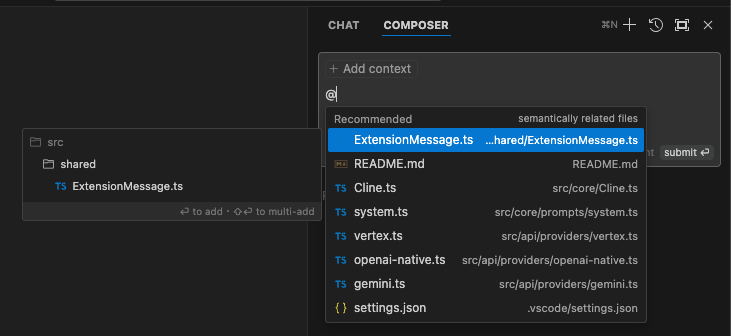 CHAT COMPOSER ⌘N
+ Add context
@
Recommended semantically related files
ExtensionMessage.ts ...hared/ExtensionMessage.ts
README.md README.md
TS Cline.ts src/core/Cline.ts
TS system.ts src/core/prompts/system.ts
TS vertex.ts src/api/providers/vertex.ts
TS openai-native.ts src/api/providers/openai-native.ts
TS gemini.ts src/api/providers/gemini.ts
{ } settings.json .vscode/settings.json
submit ⏎
src
shared
TS ExtensionMessage.ts
⏎ to add · ⇧⏎ to multi-add